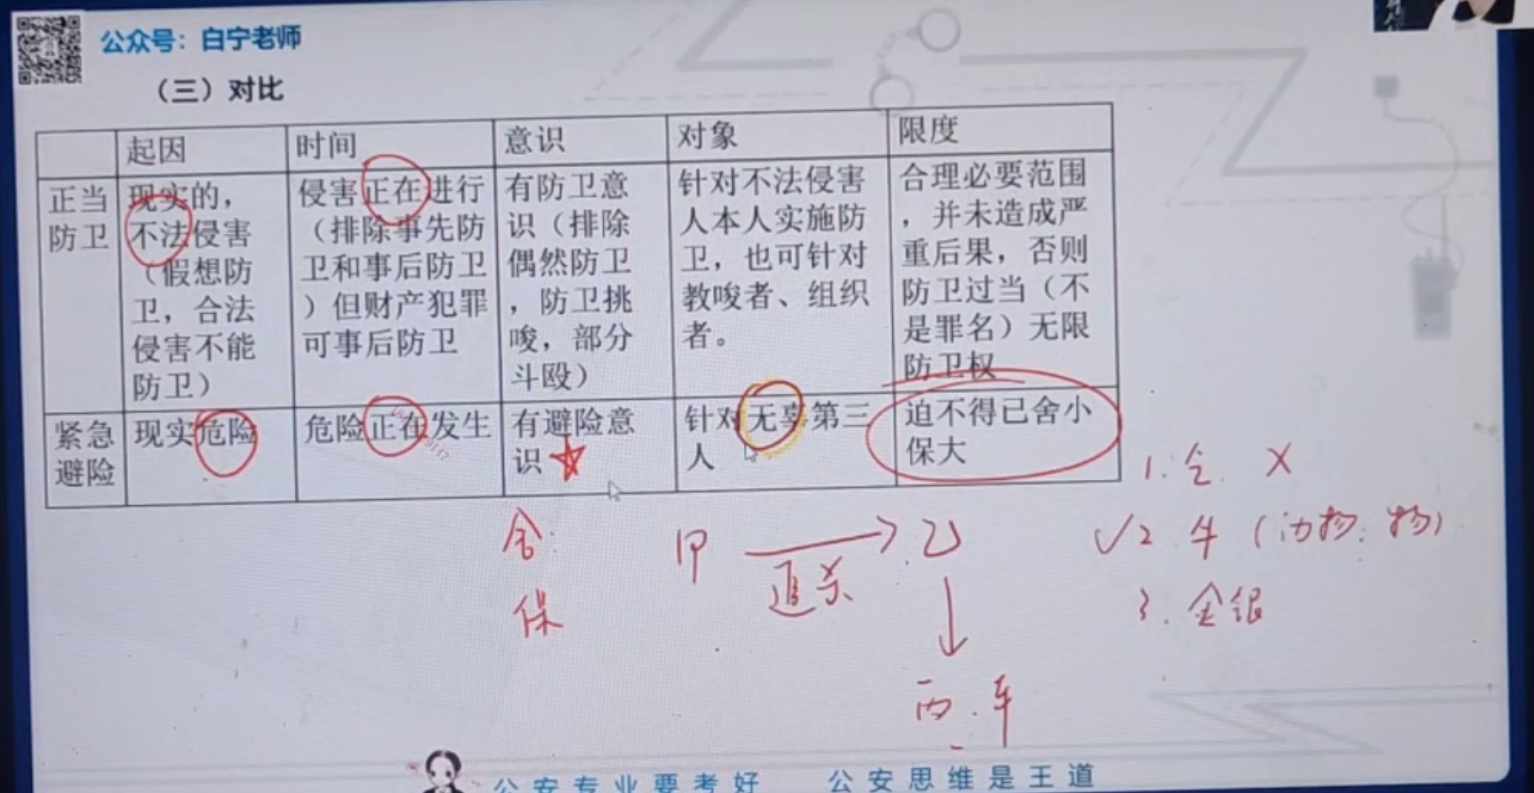 公众号：白宁老师
（三）对比
起因
时间
意识
对象
限度
正当
防卫
现实的，
不法侵害
（假想防
卫，合法
侵害不能
防卫）
侵害正在进行
（排除事先防
卫和事后防卫
）但财产犯罪
可事后防卫
有防卫意
识（排除
偶然防卫
，防卫挑
唆，部分
斗殴）
针对不法侵害
人本人实施防
卫，也可针对
教唆者、组织
者。
合理必要范围
，并未造成严
重后果，否则
防卫过当（不
是罪名）无限
防卫权
紧急
避险
现实危险
危险正在发生
有避险意
识
针对无辜第三
人
迫不得已舍小
保大
舍
保
甲
追杀
乙
丙.车
1.
X
√2 牛（动物.物）
3.金银
公安专业要考好 公安思维是王道